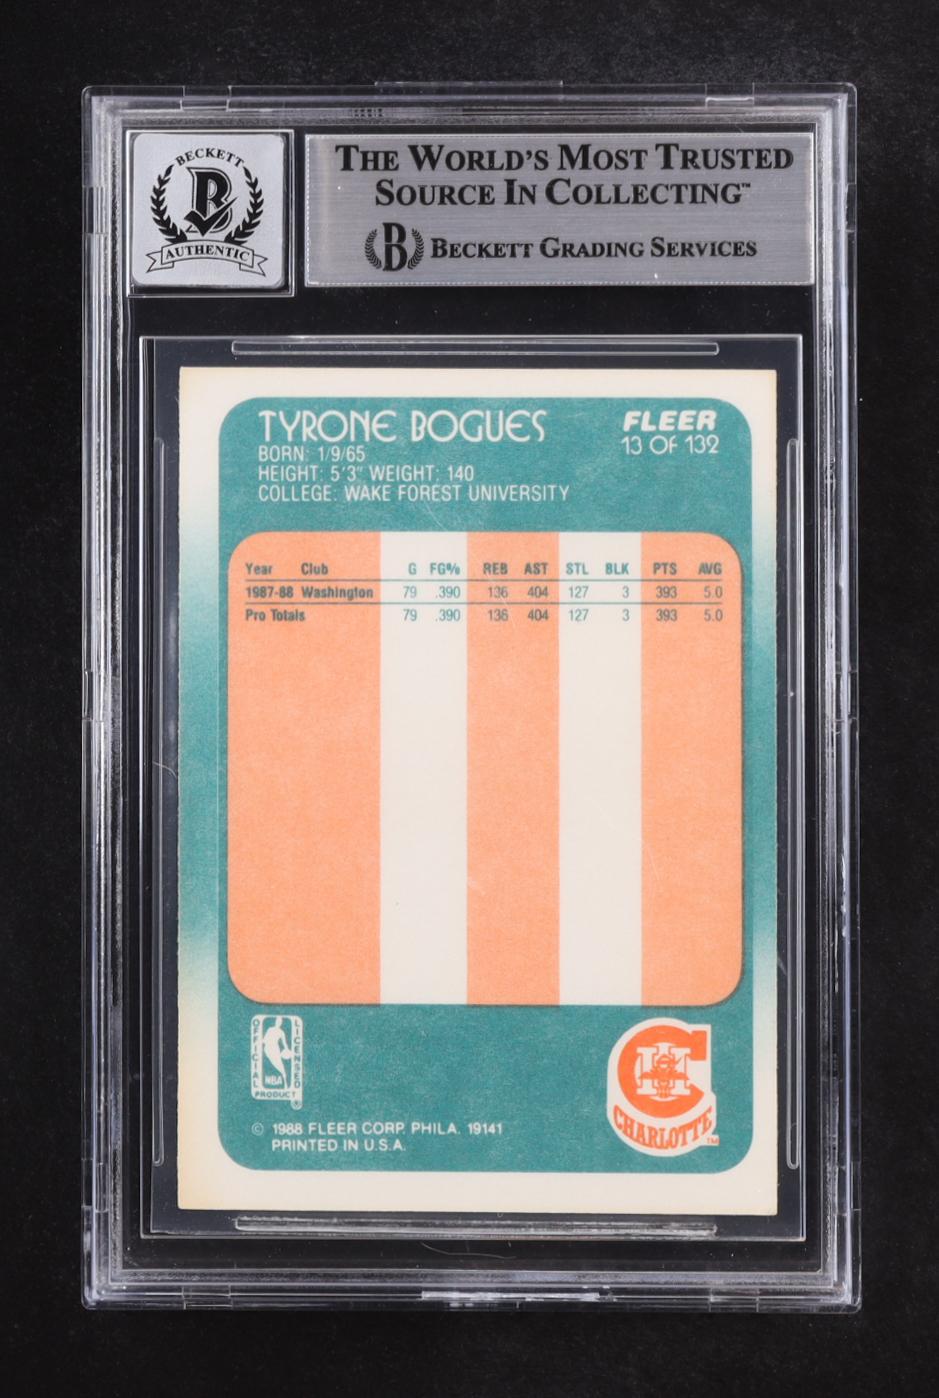 BECKETT
B
AUTHENTIC
THE WORLD'S MOST TRUSTED
SOURCE IN COLLECTING™
B BECKETT GRADING SERVICES
TYRONE BOGUES
FLEER
13 OF 132
BORN: 1/9/65
HEIGHT: 5'3" WEIGHT: 140
COLLEGE: WAKE FOREST UNIVERSITY
Year Club G FG% REB AST STL BLK PTS AVG
1987-88 Washington 79 .390 136 404 127 3 393 5.0
Pro Totals 79 .390 136 404 127 3 393 5.0
OFFICIAL
LICENSED
NBA
PRODUCT
®
CHARLOTTE™
© 1988 FLEER CORP. PHILA. 19141
PRINTED IN U.S.A.